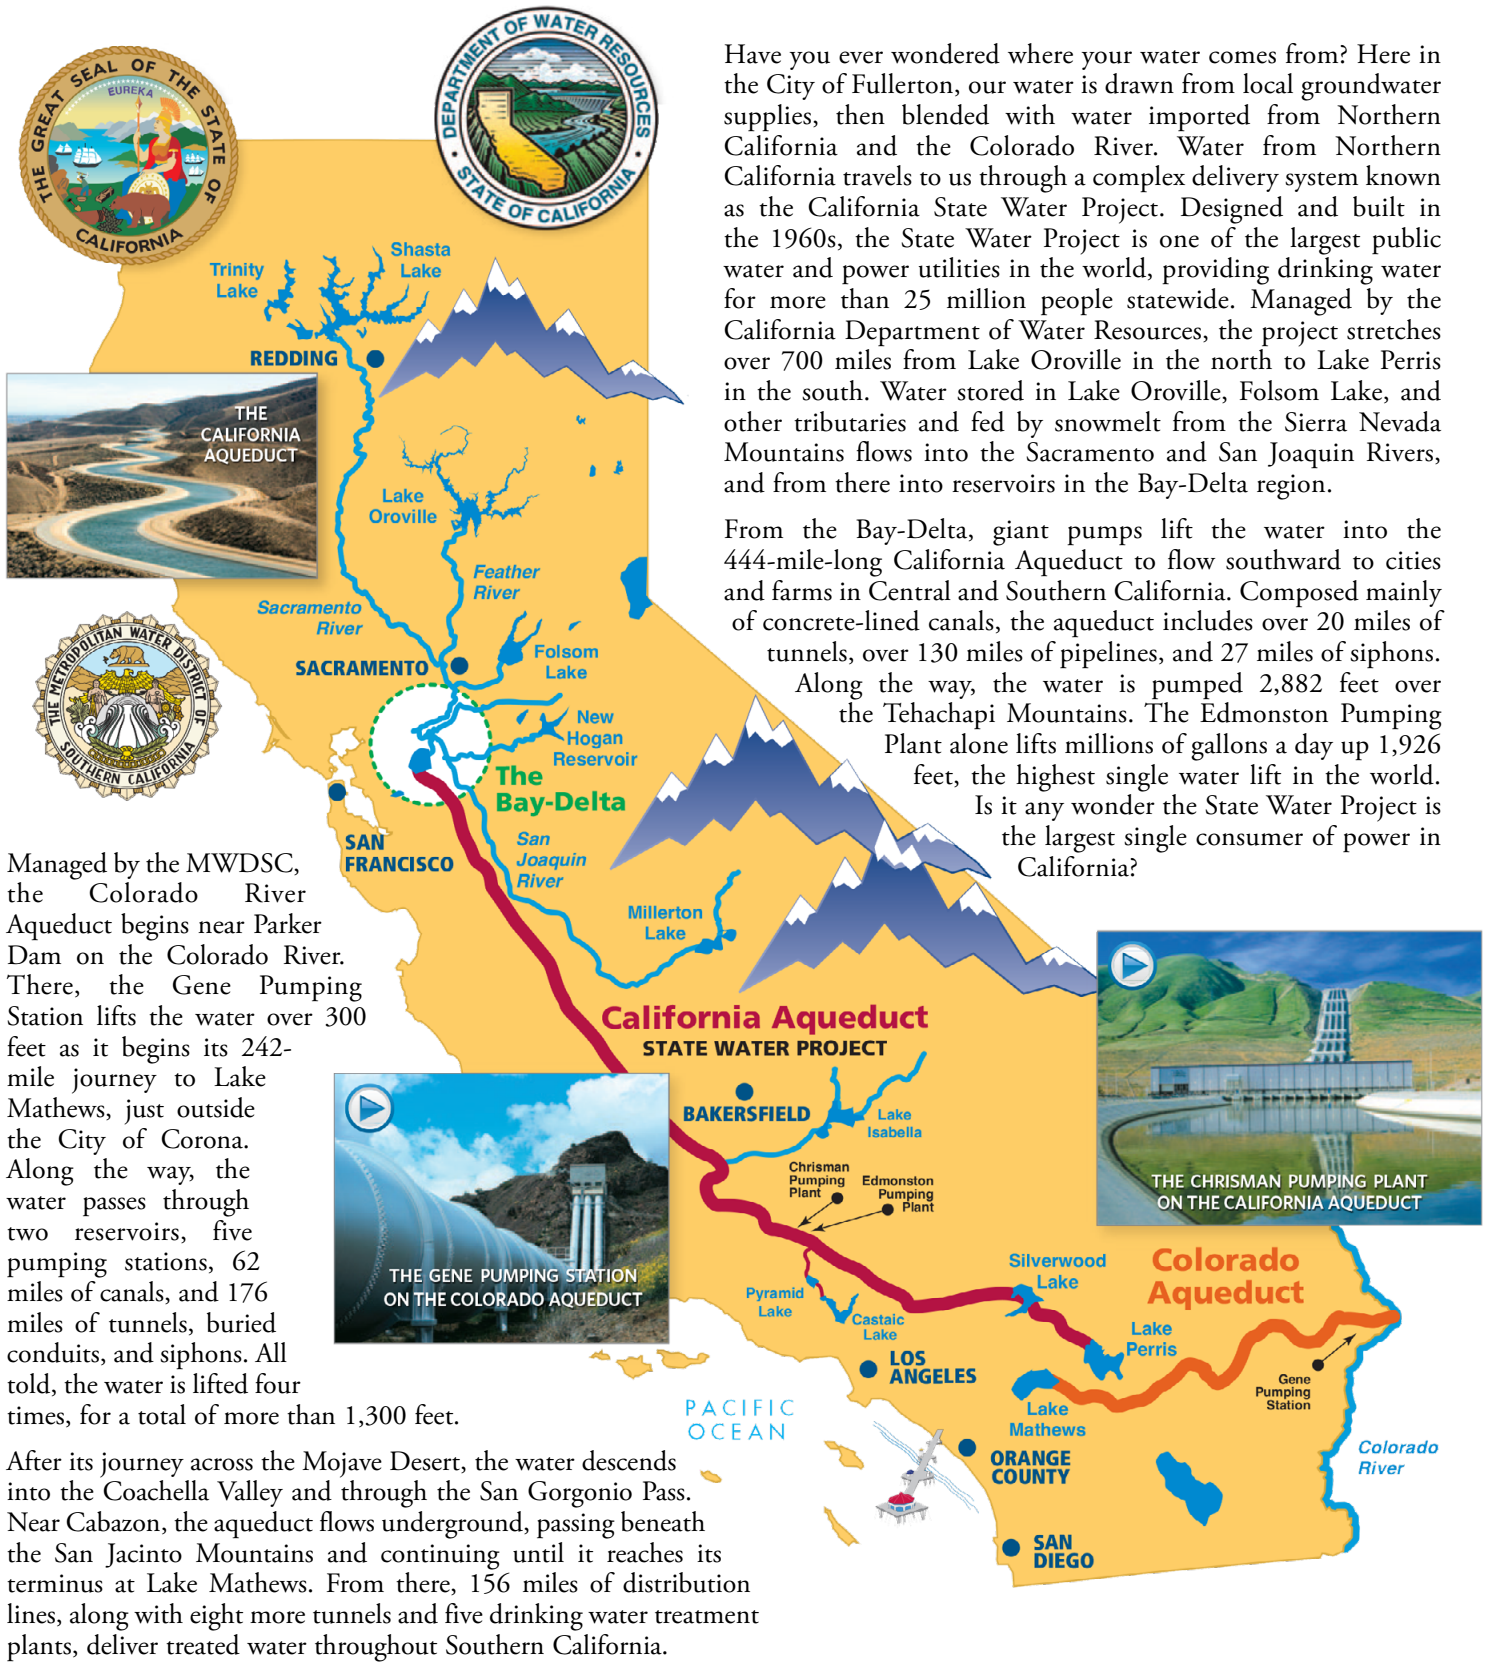 THE GREAT SEAL OF THE STATE OF CALIFORNIA
EUREKA
DEPARTMENT OF WATER RESOURCES
STATE OF CALIFORNIA
Have you ever wondered where your water comes from? Here in
the City of Fullerton, our water is drawn from local groundwater
supplies, then blended with water imported from Northern
California and the Colorado River. Water from Northern
California travels to us through a complex delivery system known
as the California State Water Project. Designed and built in
the 1960s, the State Water Project is one of the largest public
water and power utilities in the world, providing drinking water
for more than 25 million people statewide. Managed by the
California Department of Water Resources, the project stretches
over 700 miles from Lake Oroville in the north to Lake Perris
in the south. Water stored in Lake Oroville, Folsom Lake, and
other tributaries and fed by snowmelt from the Sierra Nevada
Mountains flows into the Sacramento and San Joaquin Rivers,
and from there into reservoirs in the Bay-Delta region.
From the Bay-Delta, giant pumps lift the water into the
444-mile-long California Aqueduct to flow southward to cities
and farms in Central and Southern California. Composed mainly
of concrete-lined canals, the aqueduct includes over 20 miles of
tunnels, over 130 miles of pipelines, and 27 miles of siphons.
Along the way, the water is pumped 2,882 feet over
the Tehachapi Mountains. The Edmonston Pumping
Plant alone lifts millions of gallons a day up 1,926
feet, the highest single water lift in the world.
Is it any wonder the State Water Project is
the largest single consumer of power in
California?
Trinity
Lake
Shasta
Lake
REDDING
THE
CALIFORNIA
AQUEDUCT
Lake
Oroville
Feather
River
Sacramento
River
SACRAMENTO
Folsom
Lake
THE METROPOLITAN WATER DISTRICT OF
SOUTHERN CALIFORNIA
New
Hogan
Reservoir
The
Bay-Delta
SAN
FRANCISCO
San
Joaquin
River
Millerton
Lake
Managed by the MWDSC,
the Colorado River
Aqueduct begins near Parker
Dam on the Colorado River.
There, the Gene Pumping
Station lifts the water over 300
feet as it begins its 242-
mile journey to Lake
Mathews, just outside
the City of Corona.
Along the way, the
water passes through
two reservoirs, five
pumping stations, 62
miles of canals, and 176
miles of tunnels, buried
conduits, and siphons. All
told, the water is lifted four
times, for a total of more than 1,300 feet.
After its journey across the Mojave Desert, the water descends
into the Coachella Valley and through the San Gorgonio Pass.
Near Cabazon, the aqueduct flows underground, passing beneath
the San Jacinto Mountains and continuing until it reaches its
terminus at Lake Mathews. From there, 156 miles of distribution
lines, along with eight more tunnels and five drinking water treatment
plants, deliver treated water throughout Southern California.
California Aqueduct
STATE WATER PROJECT
BAKERSFIELD
Lake
Isabella
Chrisman
Pumping
Plant
Edmonston
Pumping
Plant
THE CHRISMAN PUMPING PLANT
ON THE CALIFORNIA AQUEDUCT
THE GENE PUMPING STATION
ON THE COLORADO AQUEDUCT
Pyramid
Lake
Castaic
Lake
Silverwood
Lake
Colorado
Aqueduct
Lake
Perris
LOS
ANGELES
Gene
Pumping
Station
Lake
Mathews
PACIFIC
OCEAN
ORANGE
COUNTY
Colorado
River
SAN
DIEGO